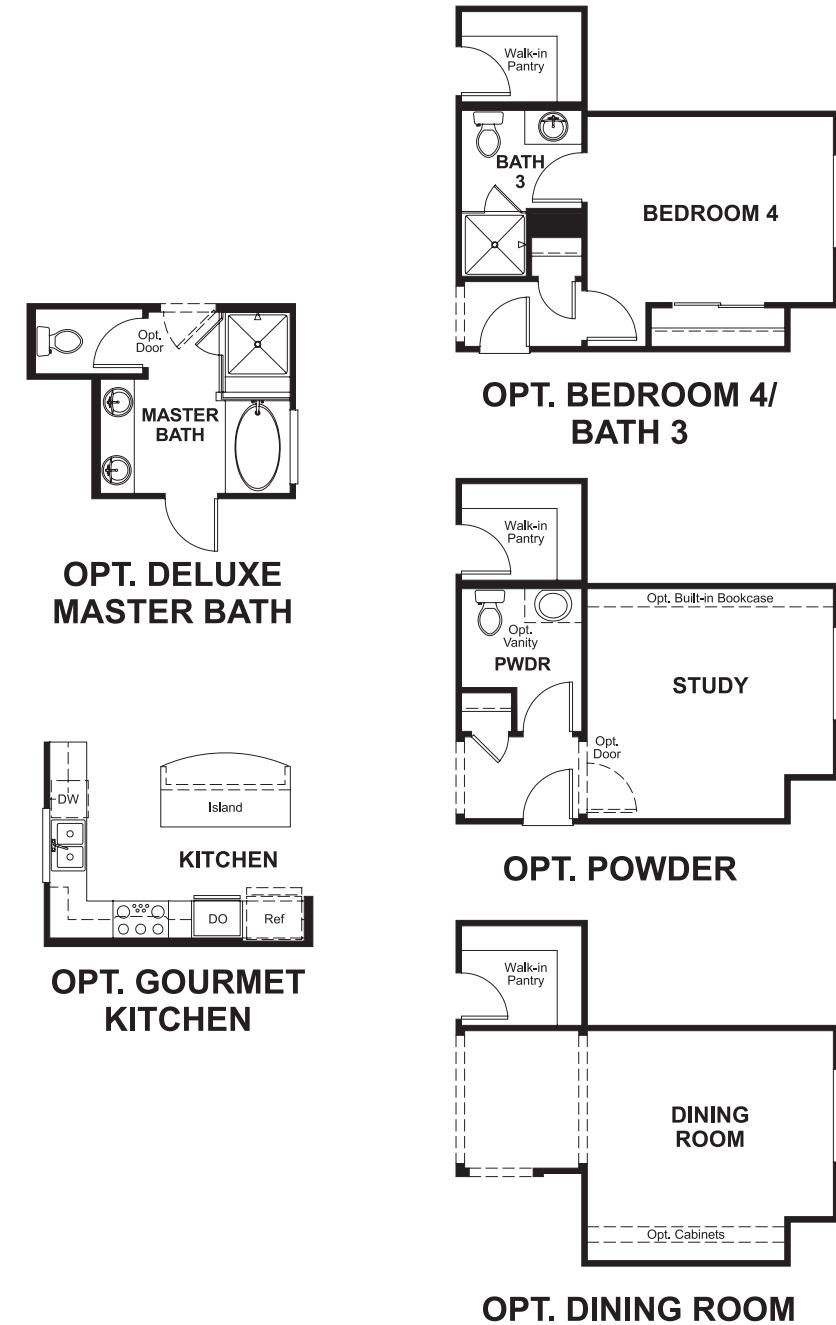 Walk-in
Pantry
BATH
3
BEDROOM 4
OPT. BEDROOM 4/
BATH 3
Opt.
Door
MASTER
BATH
OPT. DELUXE
MASTER BATH
Walk-in
Pantry
Opt. Built-in Bookcase
Opt.
Vanity
PWDR
STUDY
Opt.
Door
OPT. POWDER
DW
Island
KITCHEN
DO
Ref
OPT. GOURMET
KITCHEN
Walk-in
Pantry
DINING
ROOM
Opt. Cabinets
OPT. DINING ROOM